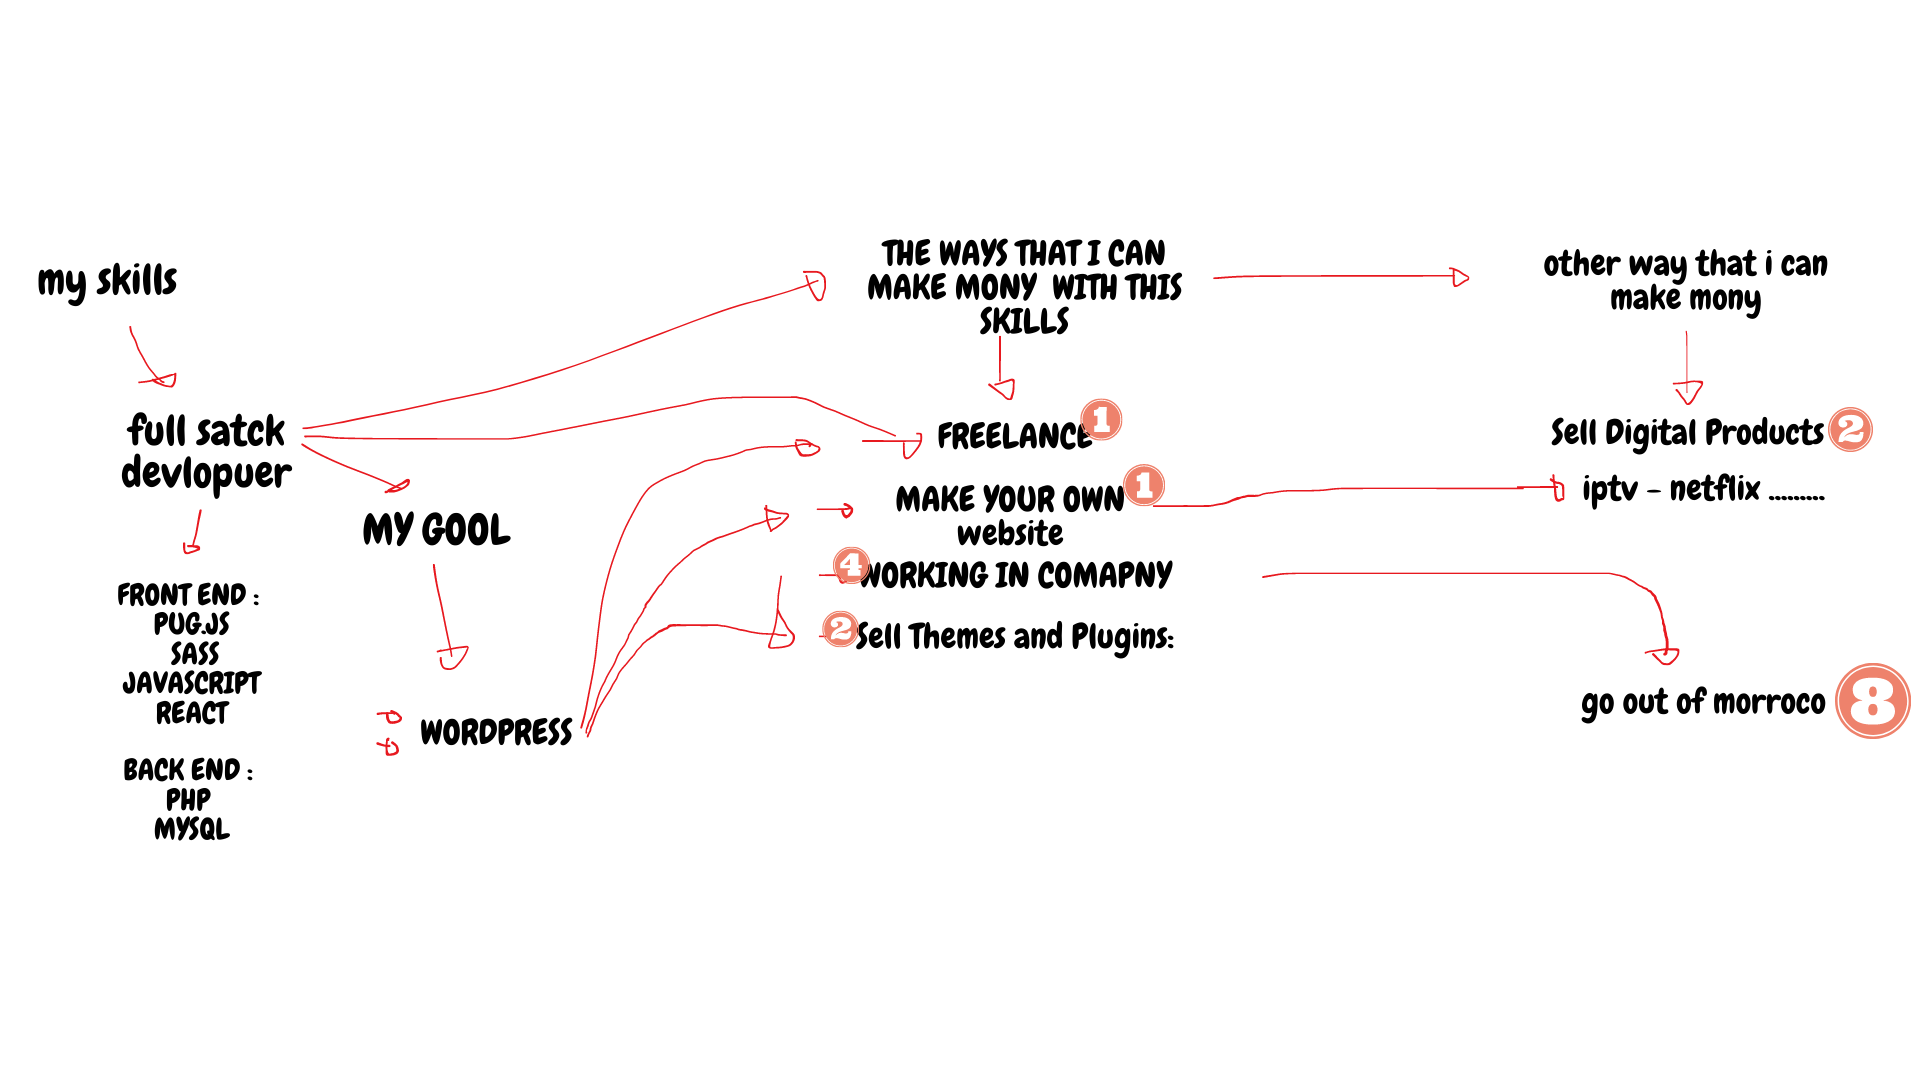 my skills
full satck
devlopuer
FRONT END :
PUG.JS
SASS
JAVASCRIPT
REACT
BACK END :
PHP
MYSQL
MY GOOL
WORDPRESS
THE WAYS THAT I CAN
MAKE MONY  WITH THIS
SKILLS
FREELANCE 1
MAKE YOUR OWN 1
website
4 WORKING IN COMAPNY
2 Sell Themes and Plugins:
other way that i can
make mony
Sell Digital Products 2
iptv - netflix .........
go out of morroco 8